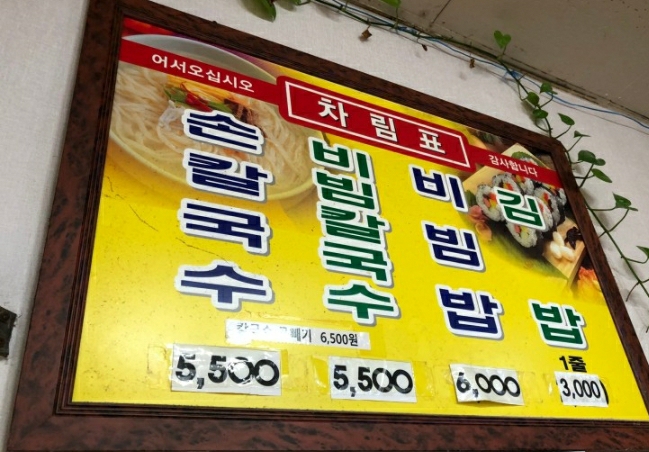 어서오십시오
차림표
감사합니다
손칼국수
비빔칼국수
비빔밥
김밥
칼국수 곱빼기 6,500원
1줄
5,500
5,500
6,000
3,000